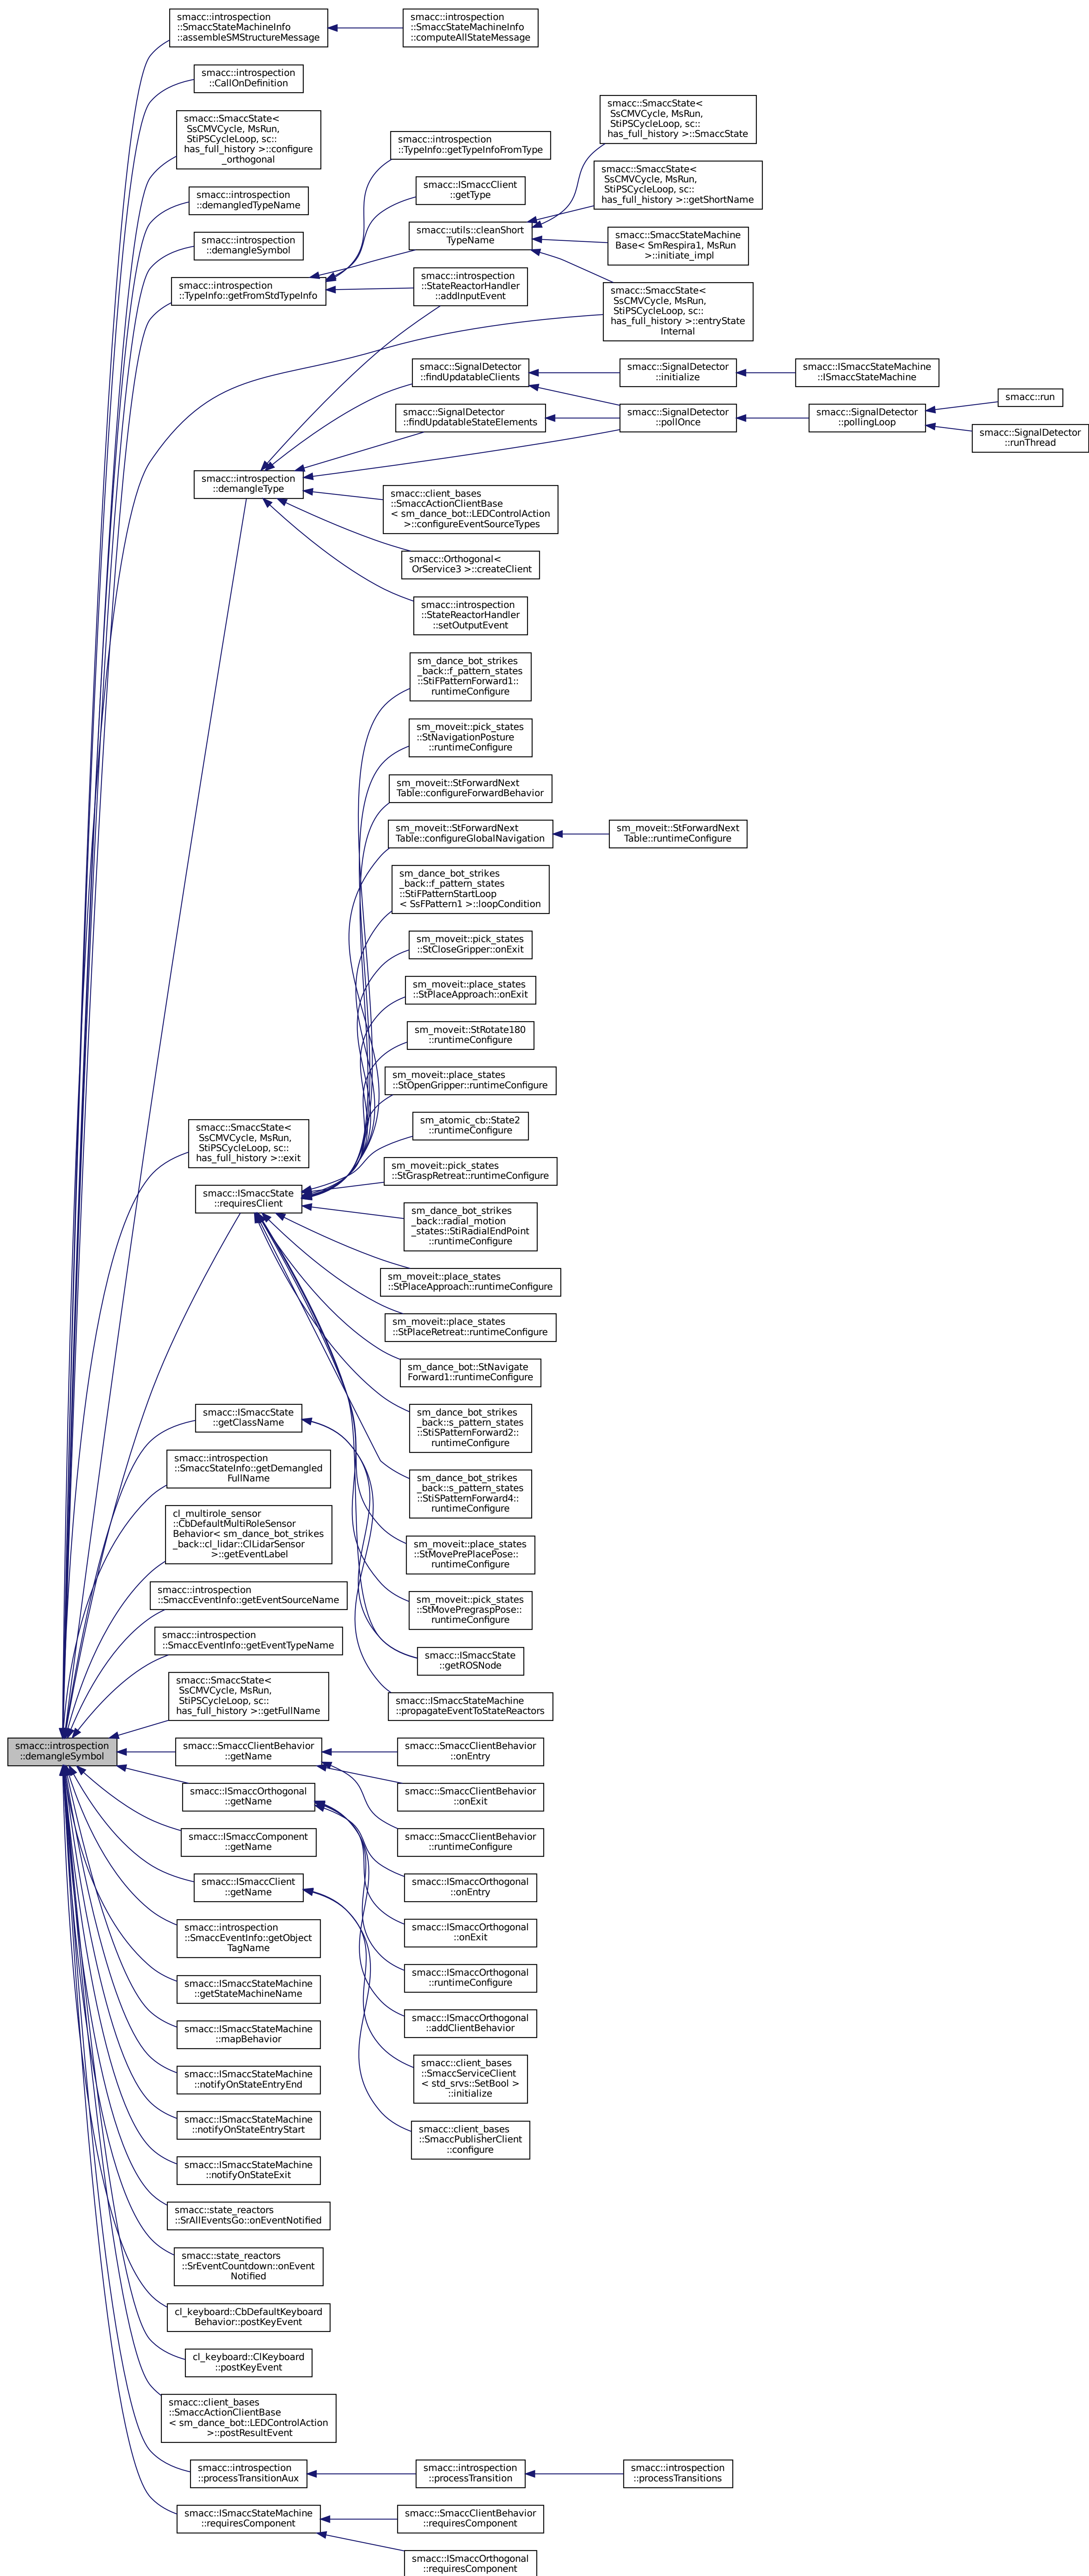 smacc::introspection
::SmaccStateMachineInfo
::assembleSMStructureMessage
smacc::introspection
::SmaccStateMachineInfo
::computeAllStateMessage
smacc::introspection
::CallOnDefinition
smacc::SmaccState<
SsCMVCycle, MsRun,
StiPSCycleLoop, sc::
has_full_history >::configure
_orthogonal
smacc::introspection
::demangledTypeName
smacc::introspection
::demangleSymbol
smacc::introspection
::TypeInfo::getFromStdTypeInfo
smacc::introspection
::TypeInfo::getTypeInfoFromType
smacc::ISmaccClient
::getType
smacc::utils::cleanShort
TypeName
smacc::introspection
::StateReactorHandler
::addInputEvent
smacc::SmaccState<
SsCMVCycle, MsRun,
StiPSCycleLoop, sc::
has_full_history >::SmaccState
smacc::SmaccState<
SsCMVCycle, MsRun,
StiPSCycleLoop, sc::
has_full_history >::getShortName
smacc::SmaccStateMachine
Base< SmRespira1, MsRun
>::initiate_impl
smacc::SmaccState<
SsCMVCycle, MsRun,
StiPSCycleLoop, sc::
has_full_history >::entryState
Internal
smacc::SignalDetector
::findUpdatableClients
smacc::SignalDetector
::initialize
smacc::ISmaccStateMachine
::ISmaccStateMachine
smacc::SignalDetector
::findUpdatableStateElements
smacc::SignalDetector
::pollOnce
smacc::SignalDetector
::pollingLoop
smacc::run
smacc::SignalDetector
::runThread
smacc::introspection
::demangleType
smacc::client_bases
::SmaccActionClientBase
< sm_dance_bot::LEDControlAction
>::configureEventSourceTypes
smacc::Orthogonal<
OrService3 >::createClient
smacc::introspection
::StateReactorHandler
::setOutputEvent
sm_dance_bot_strikes
_back::f_pattern_states
::StiFPatternForward1::
runtimeConfigure
sm_moveit::pick_states
::StNavigationPosture
::runtimeConfigure
sm_moveit::StForwardNext
Table::configureForwardBehavior
sm_moveit::StForwardNext
Table::configureGlobalNavigation
sm_moveit::StForwardNext
Table::runtimeConfigure
sm_dance_bot_strikes
_back::f_pattern_states
::StiFPatternStartLoop
< SsFPattern1 >::loopCondition
sm_moveit::pick_states
::StCloseGripper::onExit
sm_moveit::place_states
::StPlaceApproach::onExit
sm_moveit::StRotate180
::runtimeConfigure
sm_moveit::place_states
::StOpenGripper::runtimeConfigure
sm_atomic_cb::State2
::runtimeConfigure
smacc::SmaccState<
SsCMVCycle, MsRun,
StiPSCycleLoop, sc::
has_full_history >::exit
sm_moveit::pick_states
::StGraspRetreat::runtimeConfigure
smacc::ISmaccState
::requiresClient
sm_dance_bot_strikes
_back::radial_motion
_states::StiRadialEndPoint
::runtimeConfigure
sm_moveit::place_states
::StPlaceApproach::runtimeConfigure
sm_moveit::place_states
::StPlaceRetreat::runtimeConfigure
sm_dance_bot::StNavigate
Forward1::runtimeConfigure
smacc::ISmaccState
::getClassName
sm_dance_bot_strikes
_back::s_pattern_states
::StiSPatternForward2::
runtimeConfigure
smacc::introspection
::SmaccStateInfo::getDemangled
FullName
sm_dance_bot_strikes
_back::s_pattern_states
::StiSPatternForward4::
runtimeConfigure
cl_multirole_sensor
::CbDefaultMultiRoleSensor
Behavior< sm_dance_bot_strikes
_back::cl_lidar::ClLidarSensor
>::getEventLabel
sm_moveit::place_states
::StMovePrePlacePose::
runtimeConfigure
smacc::introspection
::SmaccEventInfo::getEventSourceName
sm_moveit::pick_states
::StMovePregraspPose::
runtimeConfigure
smacc::introspection
::SmaccEventInfo::getEventTypeName
smacc::ISmaccState
::getROSNode
smacc::SmaccState<
SsCMVCycle, MsRun,
StiPSCycleLoop, sc::
has_full_history >::getFullName
smacc::ISmaccStateMachine
::propagateEventToStateReactors
smacc::introspection
::demangleSymbol
smacc::SmaccClientBehavior
::getName
smacc::SmaccClientBehavior
::onEntry
smacc::ISmaccOrthogonal
::getName
smacc::SmaccClientBehavior
::onExit
smacc::ISmaccComponent
::getName
smacc::SmaccClientBehavior
::runtimeConfigure
smacc::ISmaccClient
::getName
smacc::ISmaccOrthogonal
::onEntry
smacc::introspection
::SmaccEventInfo::getObject
TagName
smacc::ISmaccOrthogonal
::onExit
smacc::ISmaccStateMachine
::getStateMachineName
smacc::ISmaccOrthogonal
::runtimeConfigure
smacc::ISmaccStateMachine
::mapBehavior
smacc::ISmaccOrthogonal
::addClientBehavior
smacc::ISmaccStateMachine
::notifyOnStateEntryEnd
smacc::client_bases
::SmaccServiceClient
< std_srvs::SetBool >
::initialize
smacc::ISmaccStateMachine
::notifyOnStateEntryStart
smacc::client_bases
::SmaccPublisherClient
::configure
smacc::ISmaccStateMachine
::notifyOnStateExit
smacc::state_reactors
::SrAllEventsGo::onEventNotified
smacc::state_reactors
::SrEventCountdown::onEvent
Notified
cl_keyboard::CbDefaultKeyboard
Behavior::postKeyEvent
cl_keyboard::ClKeyboard
::postKeyEvent
smacc::client_bases
::SmaccActionClientBase
< sm_dance_bot::LEDControlAction
>::postResultEvent
smacc::introspection
::processTransitionAux
smacc::introspection
::processTransition
smacc::introspection
::processTransitions
smacc::ISmaccStateMachine
::requiresComponent
smacc::SmaccClientBehavior
::requiresComponent
smacc::ISmaccOrthogonal
::requiresComponent